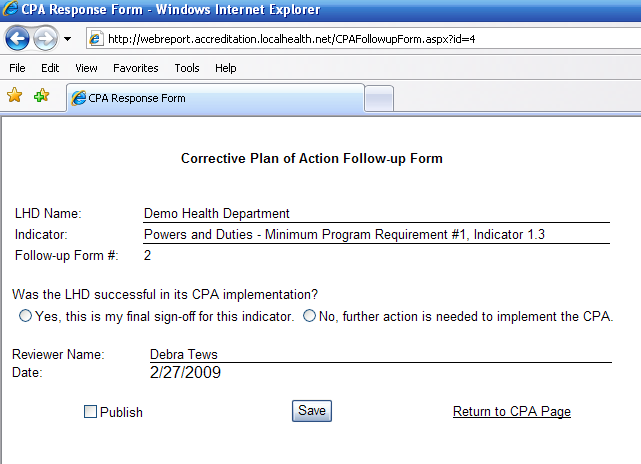 CPA Response Form - Windows Internet Explorer
http://webreport.accreditation.localhealth.net/CPAFollowupForm.aspx?id=4
File Edit View Favorites Tools Help
CPA Response Form
Corrective Plan of Action Follow-up Form
LHD Name: Demo Health Department
Indicator: Powers and Duties - Minimum Program Requirement #1, Indicator 1.3
Follow-up Form #: 2
Was the LHD successful in its CPA implementation?
Yes, this is my final sign-off for this indicator. No, further action is needed to implement the CPA.
Reviewer Name: Debra Tews
Date: 2/27/2009
Publish Save Return to CPA Page